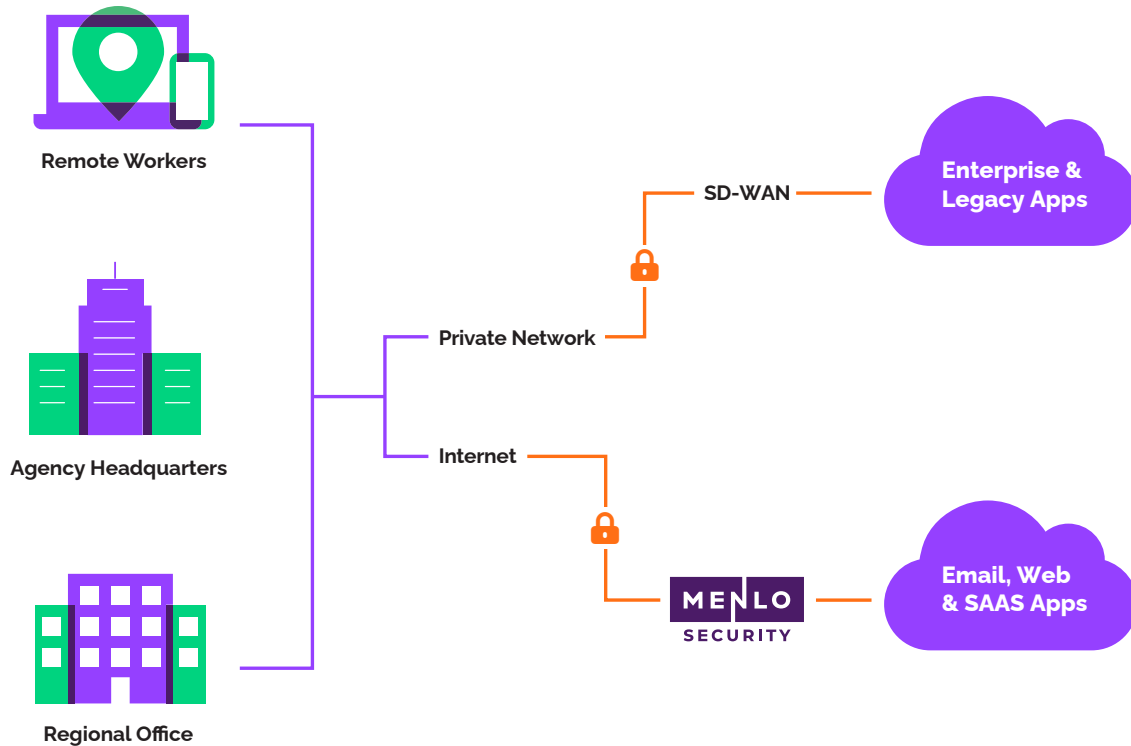 Remote Workers
Agency Headquarters
Regional Office
Private Network
Internet
SD-WAN
Enterprise &
Legacy Apps
MENLO
SECURITY
Email, Web
& SAAS Apps